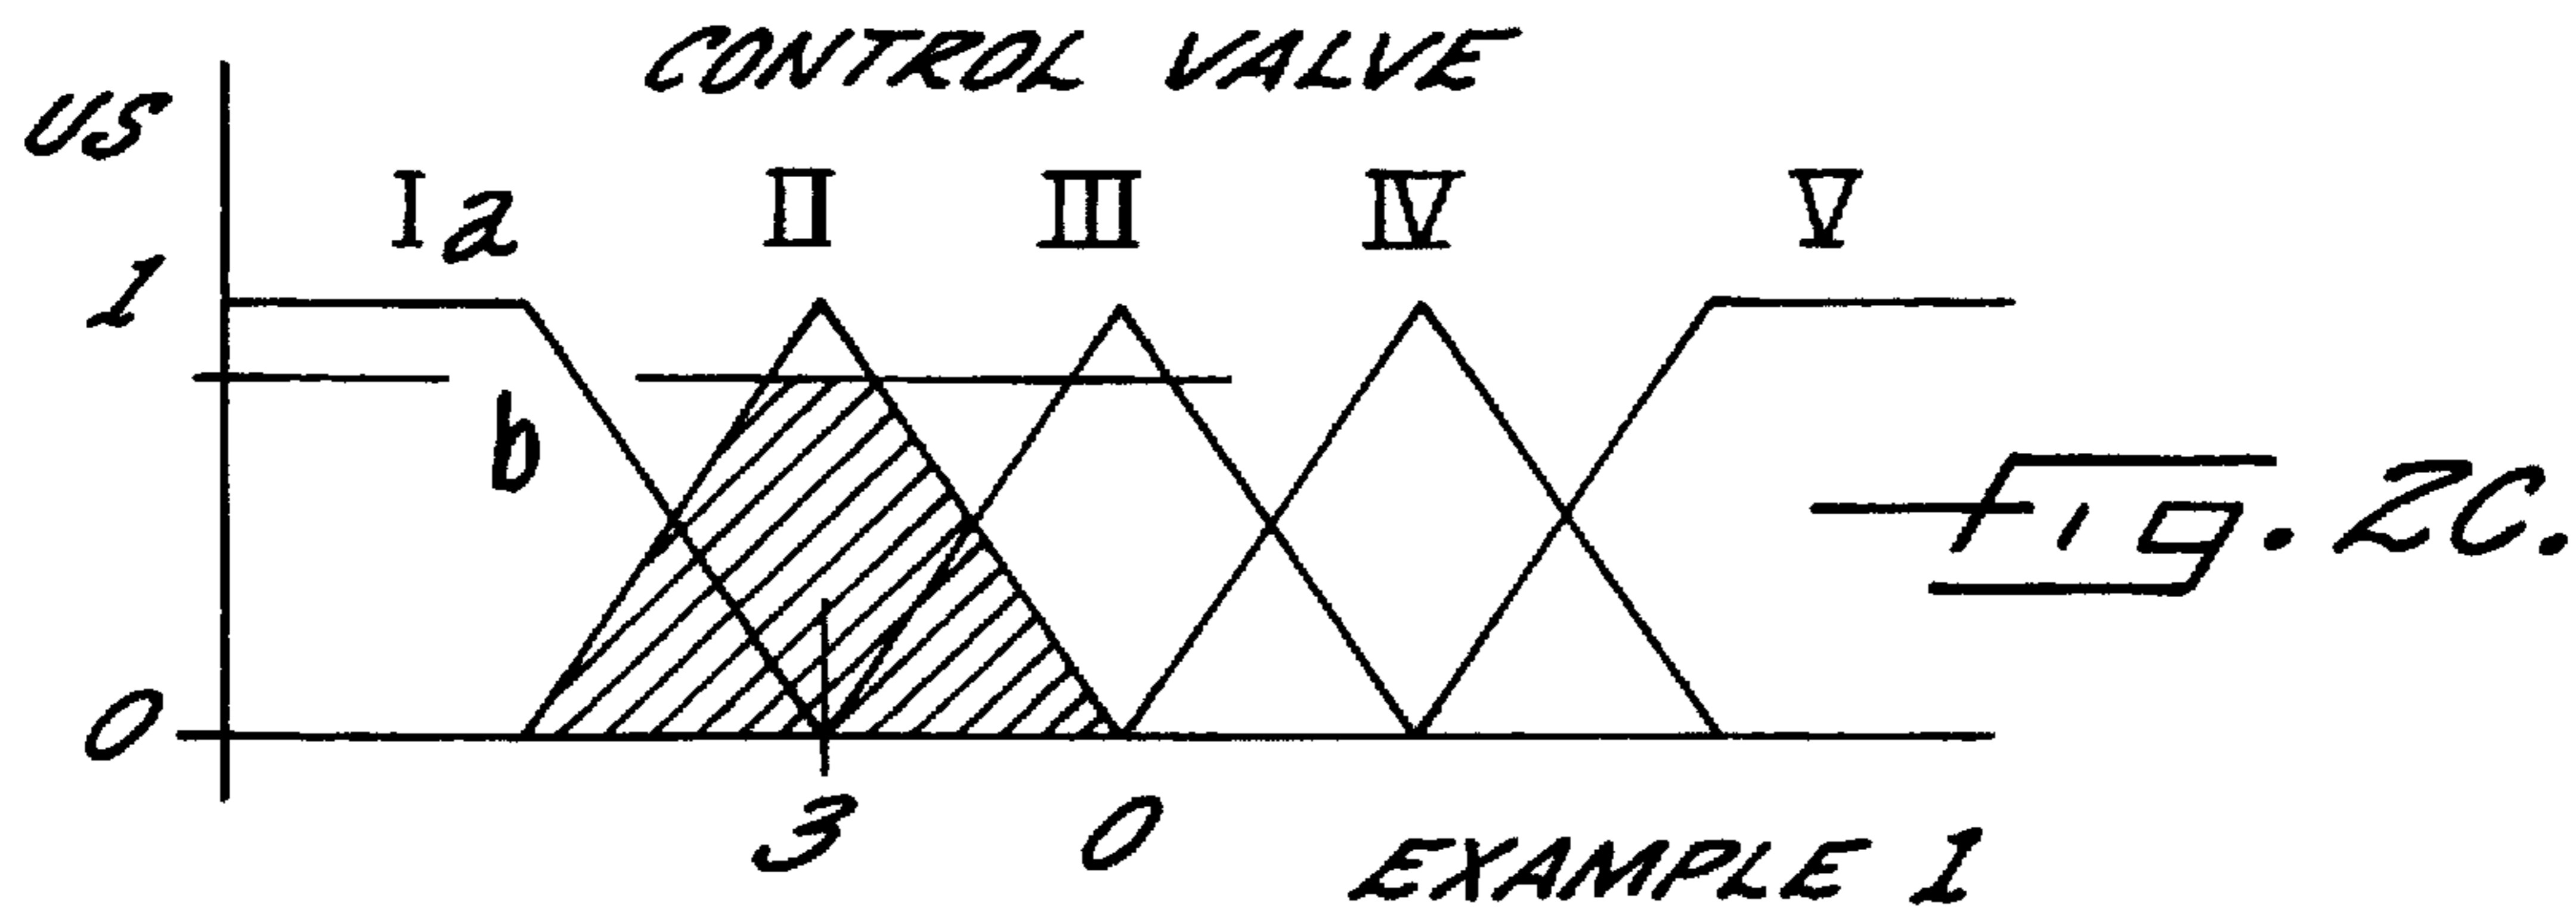 CONTROL VALVE
US
I a II III IV V
1
b
Fig. 2C.
0
3 0
EXAMPLE 1